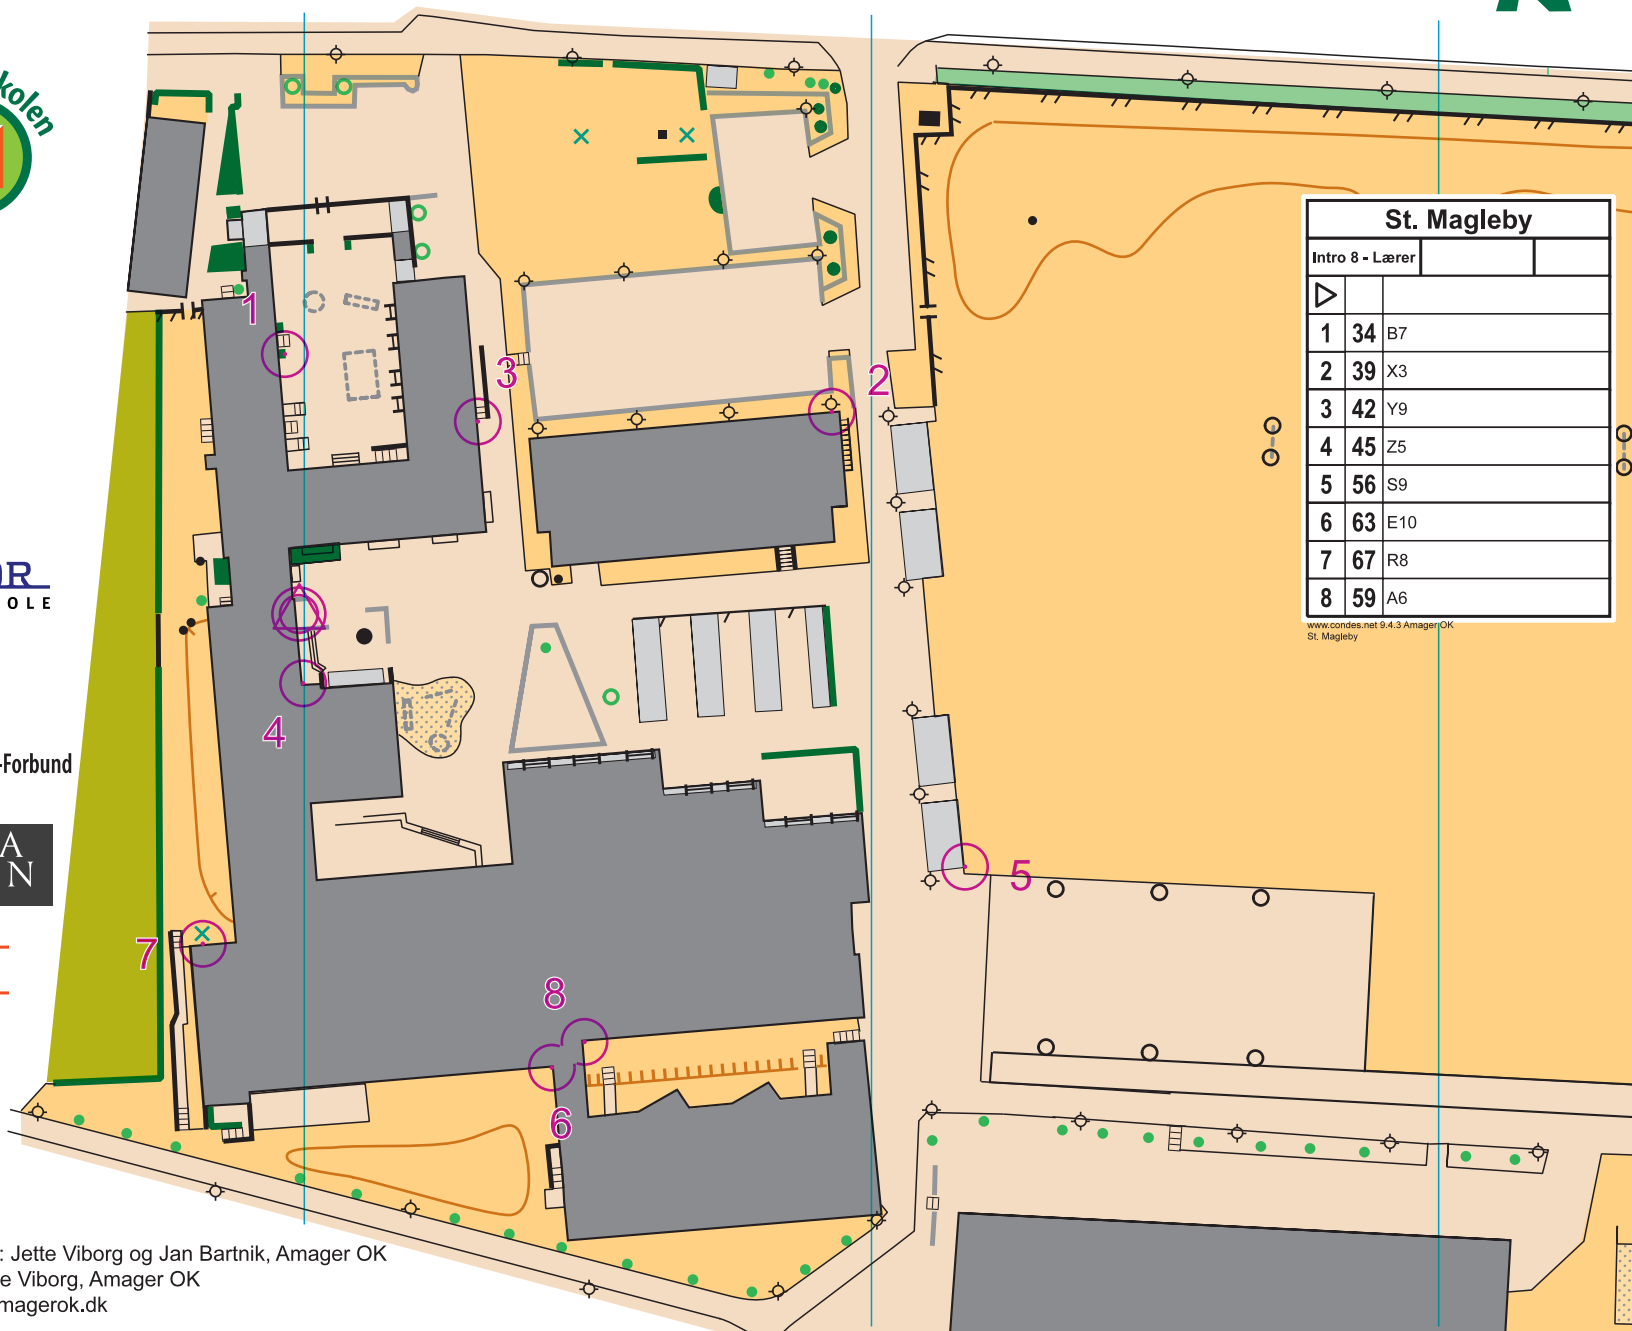 kolen
St. Magleby
Intro 8 - Lærer
1 34 B7
2 39 X3
3 42 Y9
4 45 Z5
5 56 S9
6 63 E10
7 67 R8
8 59 A6
www.condes.net 9.4.3 Amager OK
St. Magleby
1
2
3
4
5
6
7
8
OR
OLE
-Forbund
A
N
: Jette Viborg og Jan Bartnik, Amager OK
e Viborg, Amager OK
magerok.dk